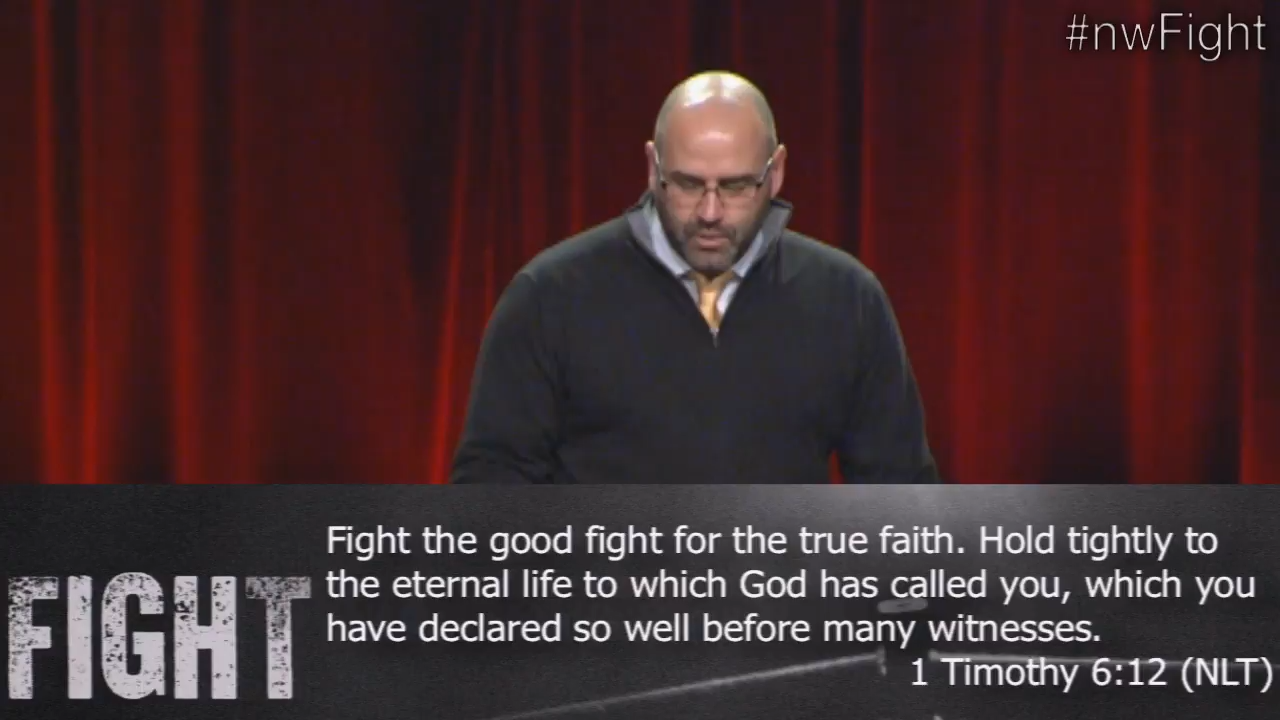 #nwFight
Fight the good fight for the true faith. Hold tightly to
the eternal life to which God has called you, which you
have declared so well before many witnesses.
1 Timothy 6:12 (NLT)
FIGHT